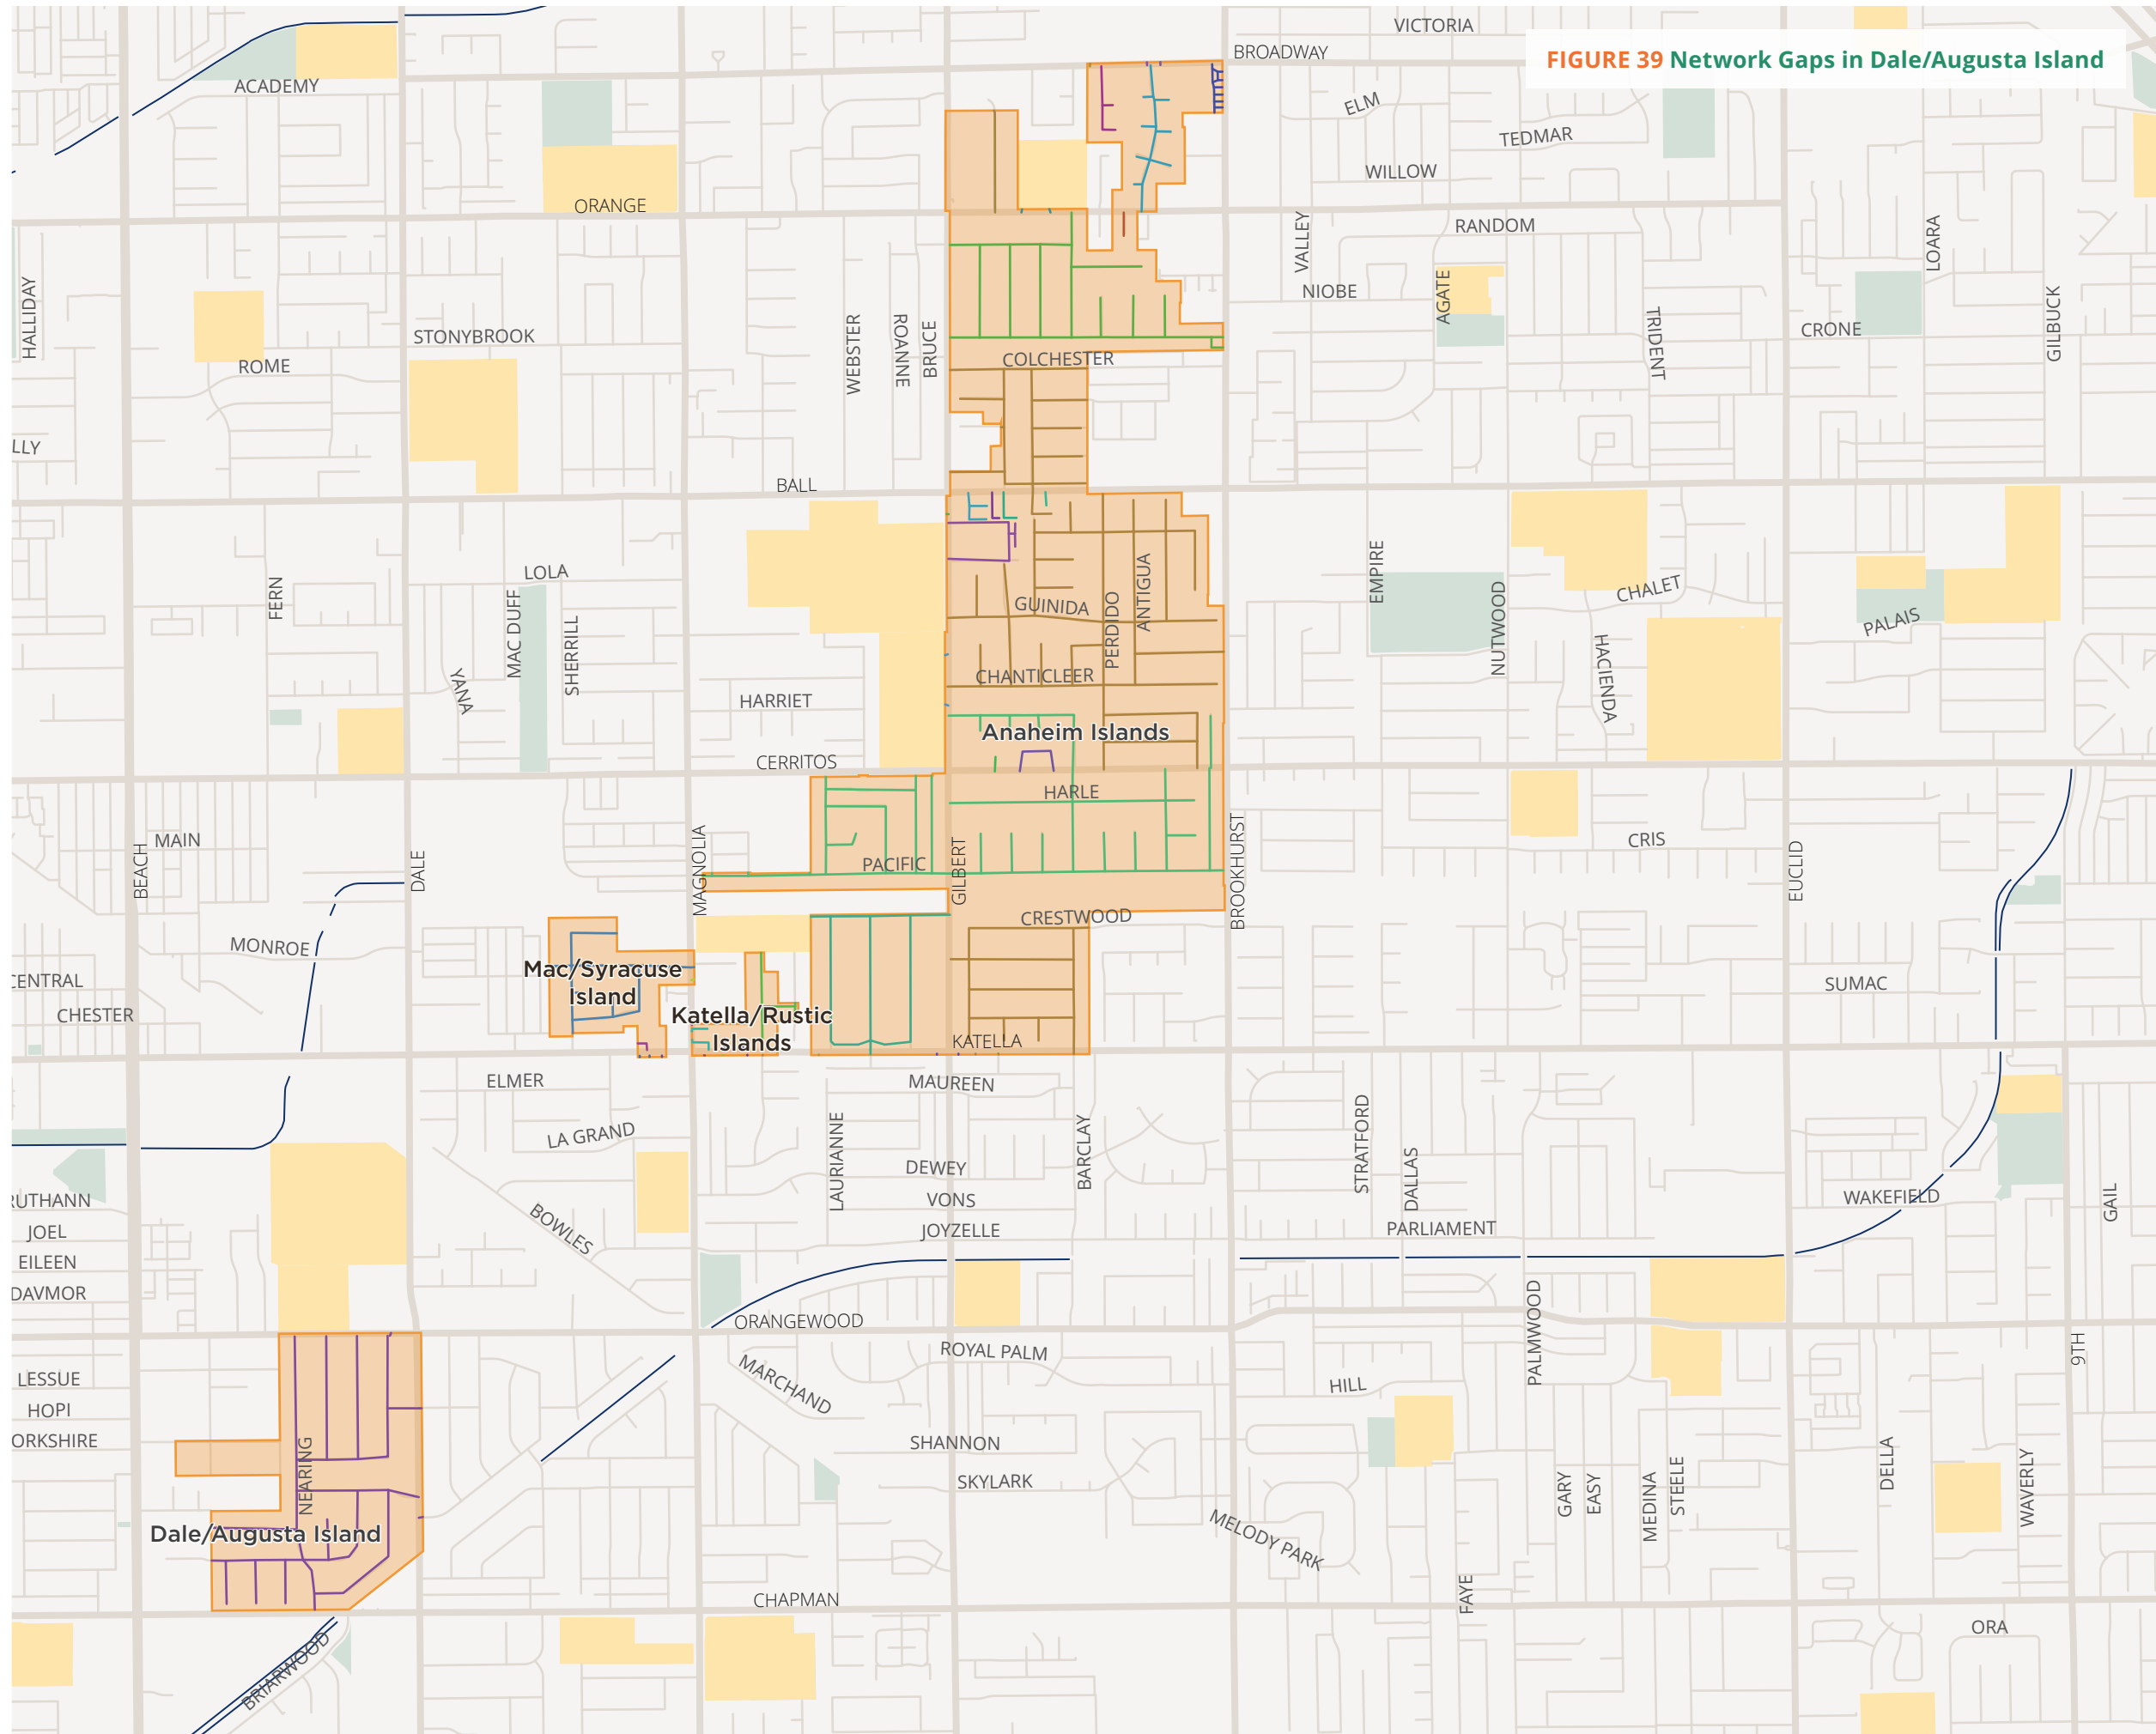 VICTORIA
BROADWAY
FIGURE 39 Network Gaps in Dale/Augusta Island
ACADEMY
ELM
TEDMAR
WILLOW
ORANGE
RANDOM
VALLEY
LOARA
HALLIDAY
NIOBE
AGATE
GILBUCK
STONYBROOK
WEBSTER
ROANNE
BRUCE
TRIDENT
CRONE
ROME
COLCHESTER
LLY
BALL
FERN
LOLA
MAC DUFF
SHERRILL
YANA
GUINIDA
PERDIDO
ANTIGUA
EMPIRE
NUTWOOD
CHALET
HACIENDA
PALAIS
HARRIET
CHANTICLEER
Anaheim Islands
CERRITOS
HARLE
MAIN
BEACH
DALE
MAGNOLIA
PACIFIC
GILBERT
BROOKHURST
CRIS
EUCLID
CRESTWOOD
MONROE
CENTRAL
CHESTER
Mac/Syracuse
Island
Katella/Rustic
Islands
SUMAC
KATELLA
ELMER
MAUREEN
LA GRAND
LAURIANNE
BARCLAY
STRATFORD
DALLAS
DEWEY
VONS
JOYZELLE
BOWLES
RUTHANN
JOEL
EILEEN
DAVMOR
WAKEFIELD
GAIL
PARLIAMENT
ORANGEWOOD
PALMWOOD
ROYAL PALM
9TH
MARCHAND
HILL
LESSUE
HOPI
ORKSHIRE
NEARING
SHANNON
SKYLARK
MELODY PARK
GARY
EASY
MEDINA
STEELE
DELLA
WAVERLY
Dale/Augusta Island
FAYE
CHAPMAN
BRIARWOOD
ORA